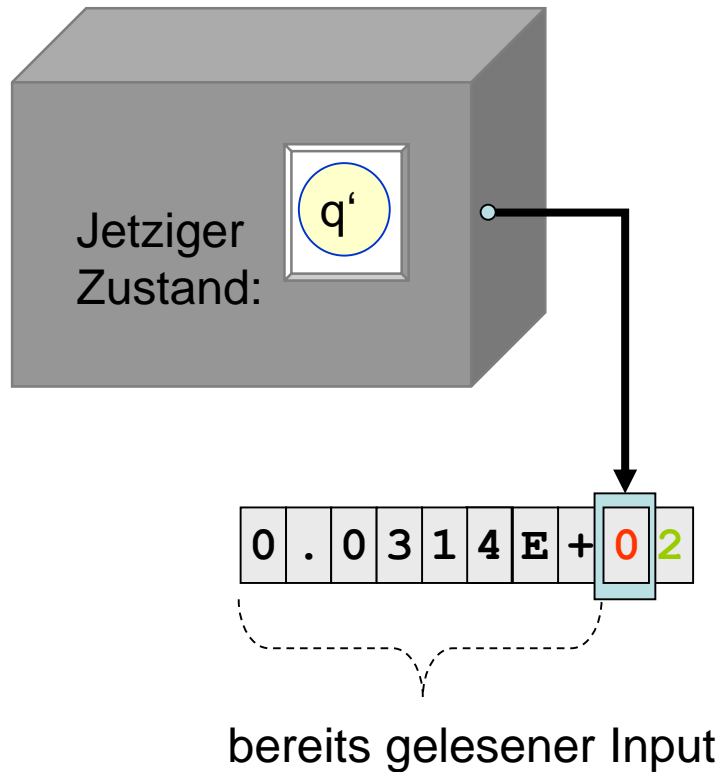 q‘
Jetziger
Zustand:
0.0314E+02
bereits gelesener Input